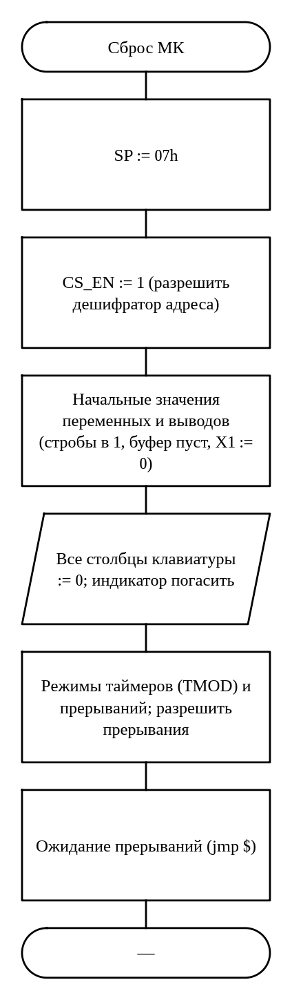 Сброс МК
SP := 07h
CS_EN := 1 (разрешить
дешифратор адреса)
Начальные значения
переменных и выводов
(стробы в 1, буфер пуст, X1 :=
0)
Все столбцы клавиатуры
:= 0; индикатор погасить
Режимы таймеров (TMOD) и
прерываний; разрешить
прерывания
Ожидание прерываний (jmp $)
—